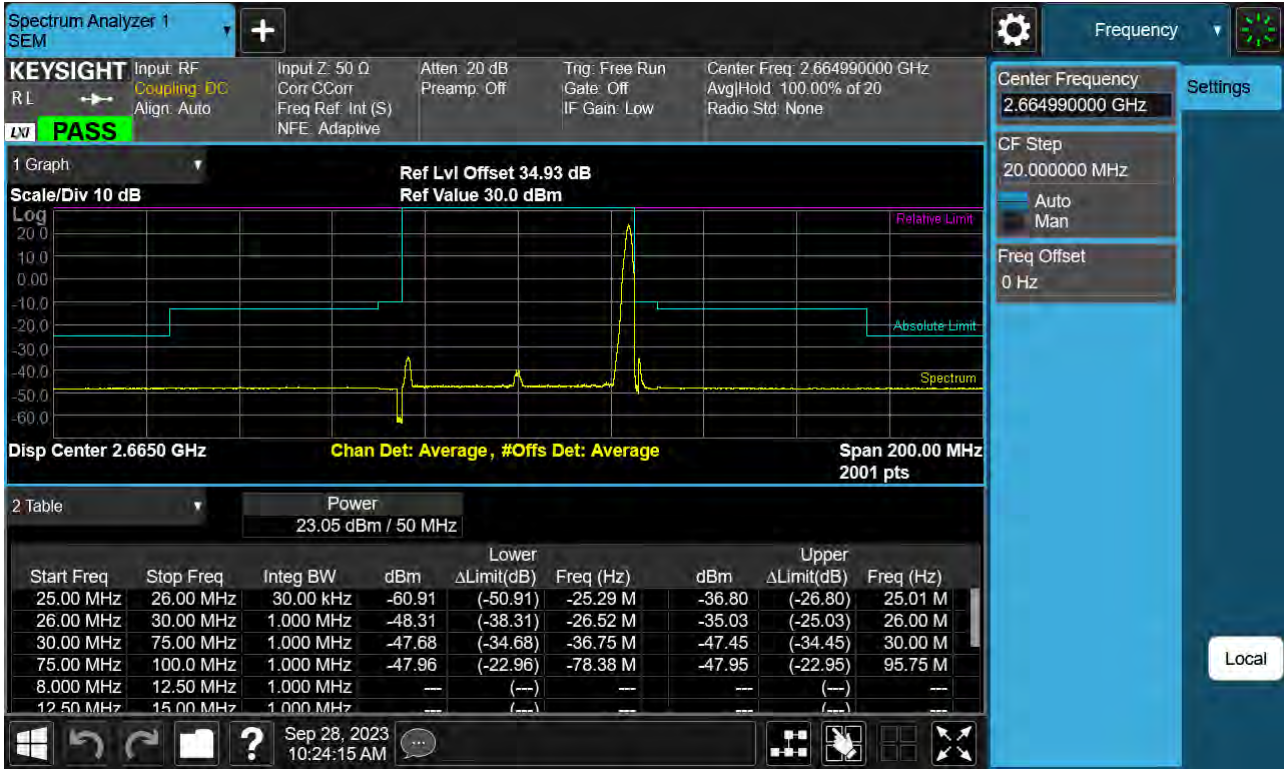 Spectrum Analyzer 1
SEM
Frequency
KEYSIGHT
R L
LXI
PASS
Input: RF
Coupling: DC
Align: Auto
Input Z: 50 Ω
Corr CCorr
Freq Ref: Int (S)
NFE: Adaptive
Atten: 20 dB
Preamp: Off
Trig: Free Run
Gate: Off
IF Gain: Low
Center Freq: 2.664990000 GHz
Avg|Hold: 100.00% of 20
Radio Std: None
Center Frequency
2.664990000 GHz
Settings
CF Step
20.000000 MHz
Auto
Man
Freq Offset
0 Hz
Local
1 Graph
Ref Lvl Offset 34.93 dB
Scale/Div 10 dB
Ref Value 30.0 dBm
Log
20.0
10.0
0.00
-10.0
-20.0
-30.0
-40.0
-50.0
-60.0
Relative Limit
Absolute Limit
Spectrum
Disp Center 2.6650 GHz
Chan Det: Average , #Offs Det: Average
Span 200.00 MHz
2001 pts
2 Table
Power
23.05 dBm / 50 MHz
Lower Upper
Start Freq Stop Freq Integ BW dBm ΔLimit(dB) Freq (Hz) dBm ΔLimit(dB) Freq (Hz)
25.00 MHz 26.00 MHz 30.00 kHz -60.91 (-50.91) -25.29 M -36.80 (-26.80) 25.01 M
26.00 MHz 30.00 MHz 1.000 MHz -48.31 (-38.31) -26.52 M -35.03 (-25.03) 26.00 M
30.00 MHz 75.00 MHz 1.000 MHz -47.68 (-34.68) -36.75 M -47.45 (-34.45) 30.00 M
75.00 MHz 100.0 MHz 1.000 MHz -47.96 (-22.96) -78.38 M -47.95 (-22.95) 95.75 M
8.000 MHz 12.50 MHz 1.000 MHz --- (---) --- --- (---) ---
12.50 MHz 15.00 MHz 1.000 MHz --- (---) --- --- (---) ---
Sep 28, 2023
10:24:15 AM